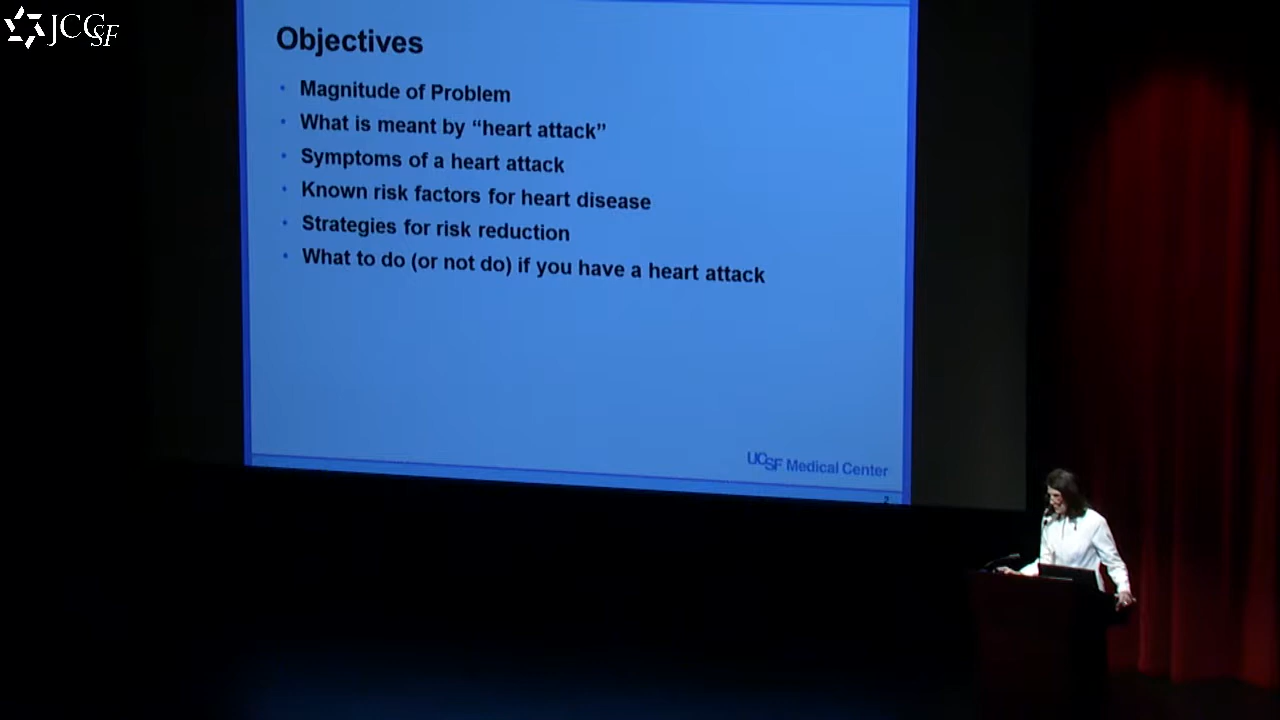 JCCSF
Objectives
• Magnitude of Problem
• What is meant by “heart attack”
• Symptoms of a heart attack
• Known risk factors for heart disease
• Strategies for risk reduction
• What to do (or not do) if you have a heart attack
UCSF Medical Center
2